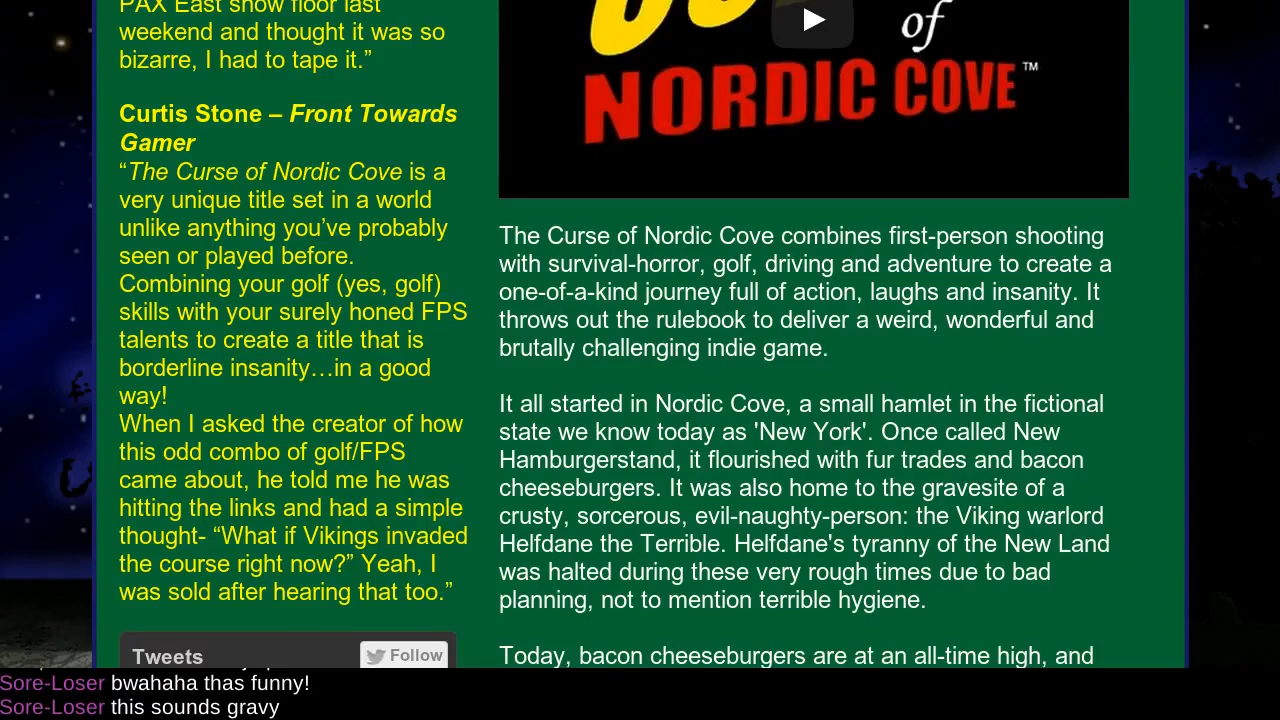 PAX East show floor last
weekend and thought it was so
bizarre, I had to tape it.”
Curtis Stone – Front Towards
Gamer
“The Curse of Nordic Cove is a
very unique title set in a world
unlike anything you’ve probably
seen or played before.
Combining your golf (yes, golf)
skills with your surely honed FPS
talents to create a title that is
borderline insanity…in a good
way!
When I asked the creator of how
this odd combo of golf/FPS
came about, he told me he was
hitting the links and had a simple
thought- “What if Vikings invaded
the course right now?” Yeah, I
was sold after hearing that too.”
Tweets
Follow
of
NORDIC COVE™
The Curse of Nordic Cove combines first-person shooting
with survival-horror, golf, driving and adventure to create a
one-of-a-kind journey full of action, laughs and insanity. It
throws out the rulebook to deliver a weird, wonderful and
brutally challenging indie game.
It all started in Nordic Cove, a small hamlet in the fictional
state we know today as 'New York'. Once called New
Hamburgerstand, it flourished with fur trades and bacon
cheeseburgers. It was also home to the gravesite of a
crusty, sorcerous, evil-naughty-person: the Viking warlord
Helfdane the Terrible. Helfdane's tyranny of the New Land
was halted during these very rough times due to bad
planning, not to mention terrible hygiene.
Today, bacon cheeseburgers are at an all-time high, and
Sore-Loser bwahaha thas funny!
Sore-Loser this sounds gravy